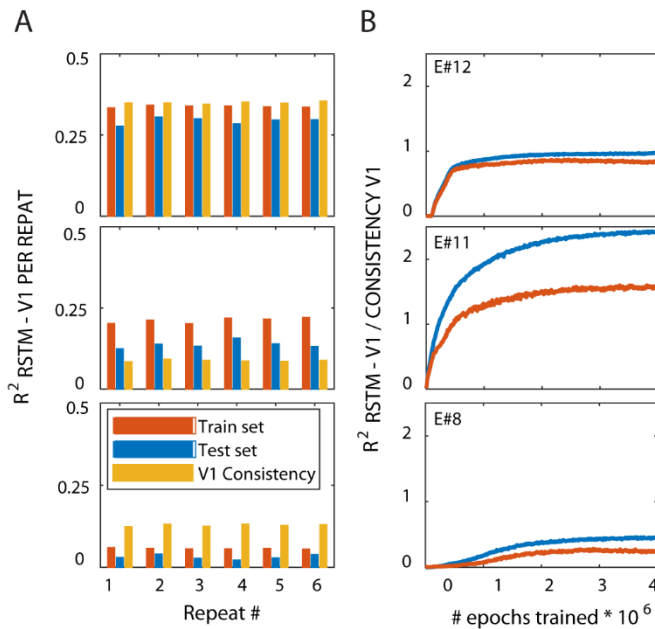 A
B
R² RSTM - V1 PER REPAT
0.5
0.25
0
0.5
0.25
0
0.5
0.25
0
Train set
Test set
V1 Consistency
1 2 3 4 5 6
Repeat #
R² RSTM - V1 / CONSISTENCY V1
E#12
2
1
0
E#11
2
1
0
E#8
2
1
0
0 1 2 3 4
# epochs trained * 10⁶